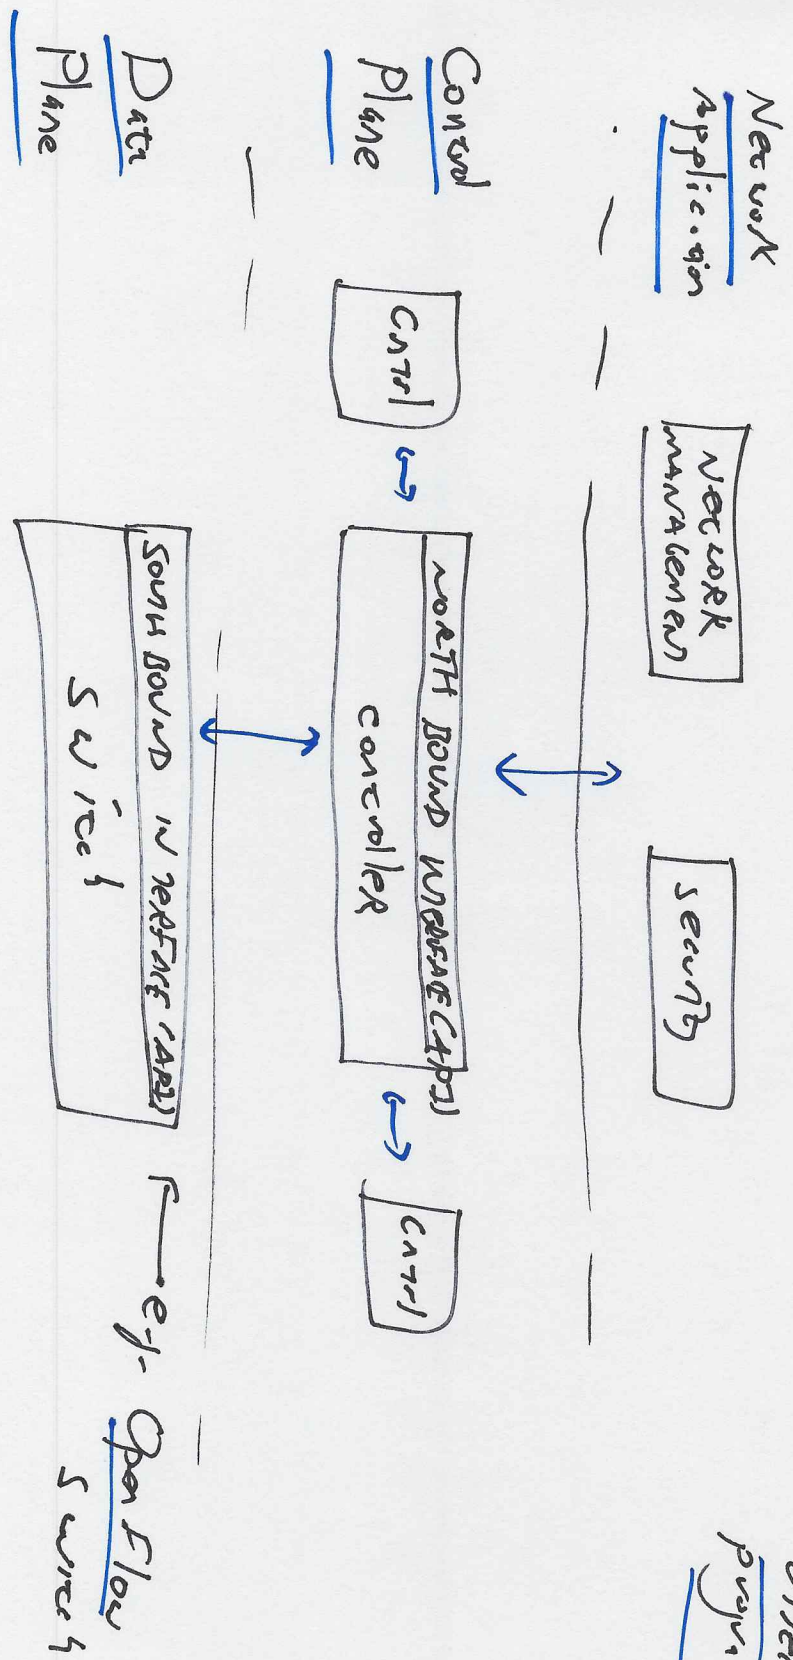 Network
Application
NETWORK
MANAGEMENT
Security
Control
Plane
Cntrl
NORTH BOUND INTERFACE (API)
Controller
Cntrl
Data
Plane
SOUTH BOUND INTERFACE (API)
Switch
e.g. OpenFlow
Switch